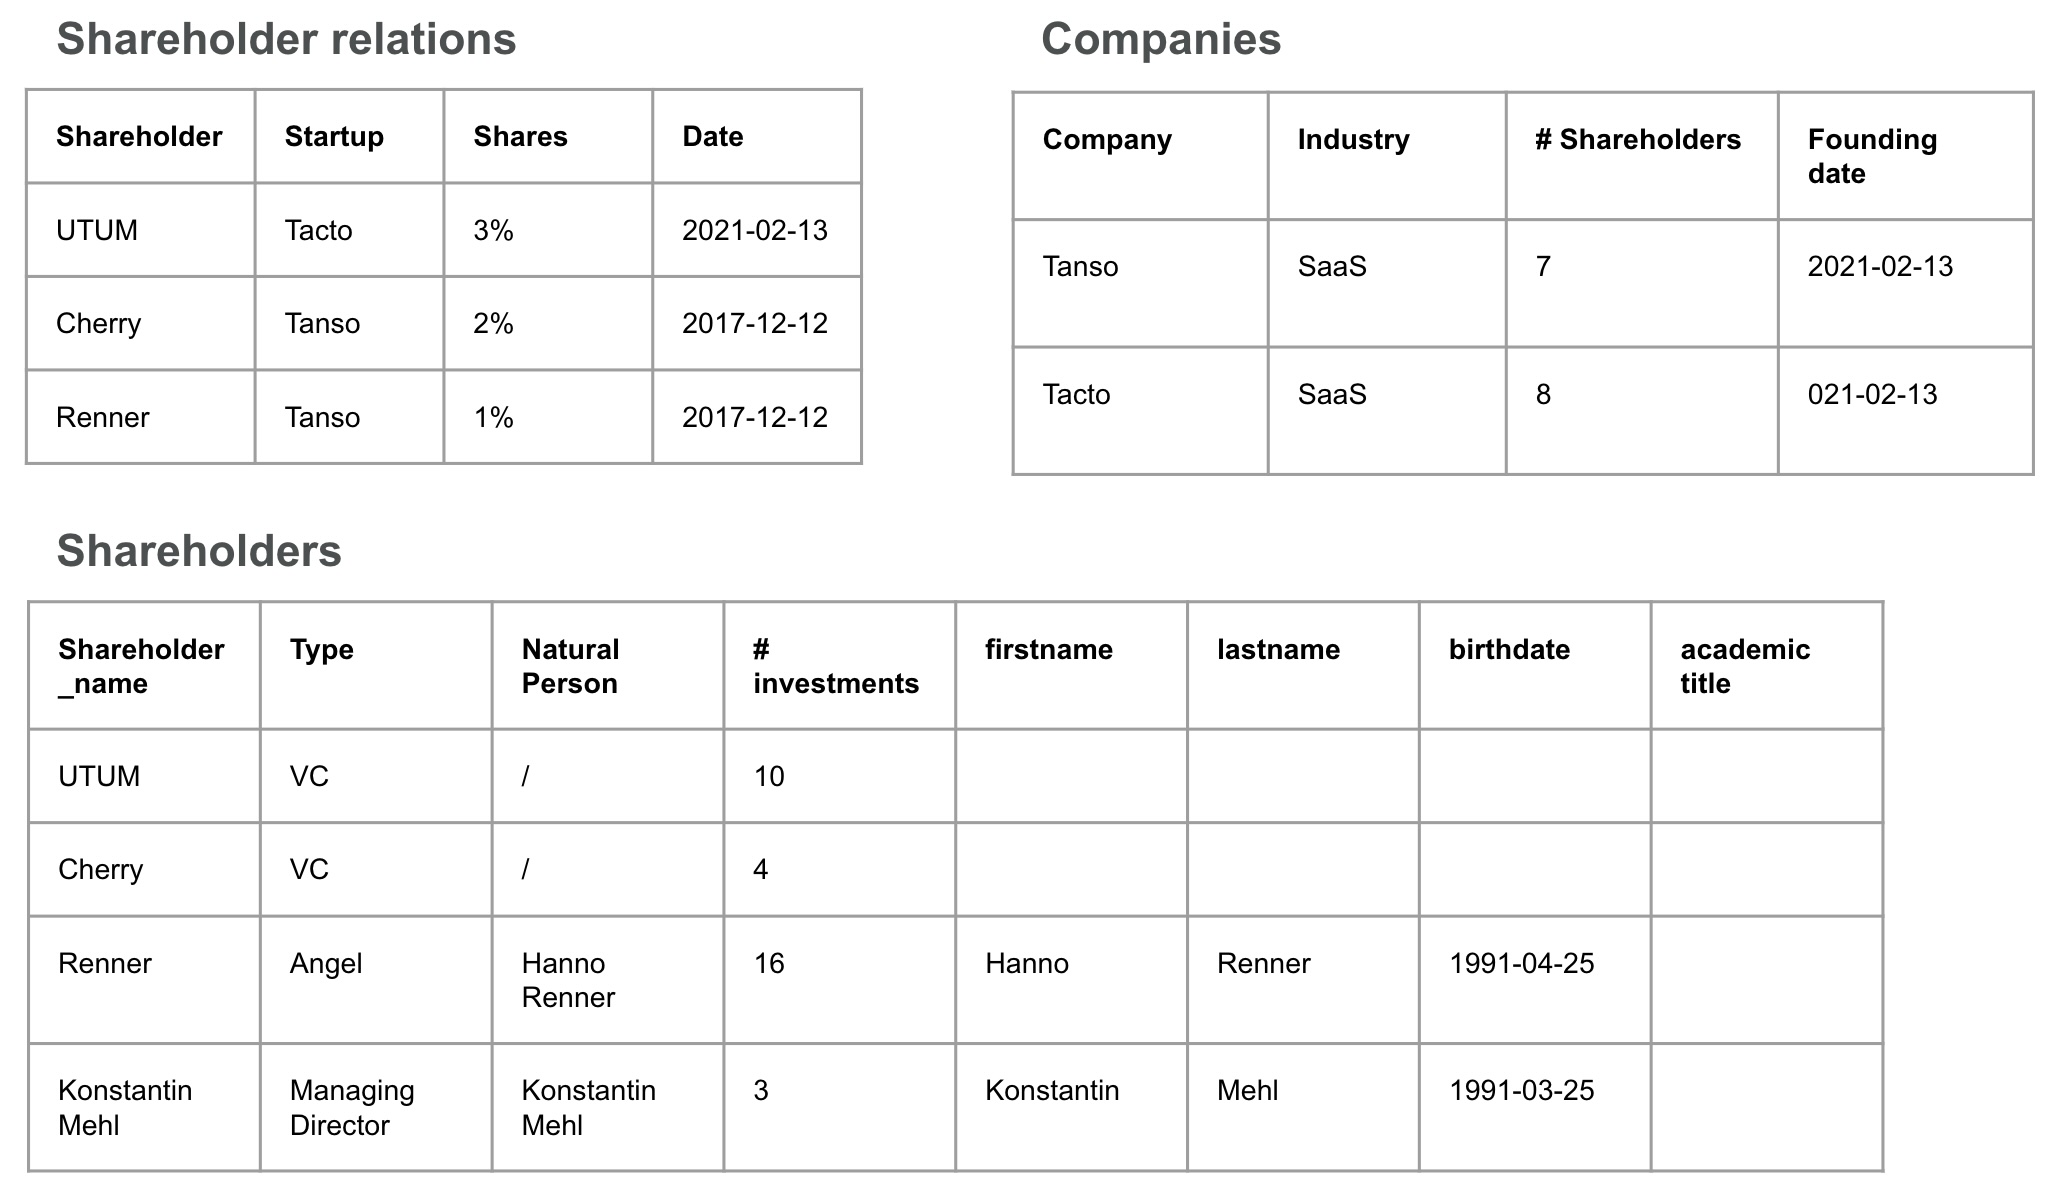 Shareholder relations
Shareholder Startup Shares Date
UTUM Tacto 3% 2021-02-13
Cherry Tanso 2% 2017-12-12
Renner Tanso 1% 2017-12-12
Companies
Company Industry # Shareholders Founding
date
Tanso SaaS 7 2021-02-13
Tacto SaaS 8 021-02-13
Shareholders
Shareholder Type Natural # firstname lastname birthdate academic
_name Person investments title
UTUM VC / 10
Cherry VC / 4
Renner Angel Hanno 16 Hanno Renner 1991-04-25
Renner
Konstantin Managing Konstantin 3 Konstantin Mehl 1991-03-25
Mehl Director Mehl